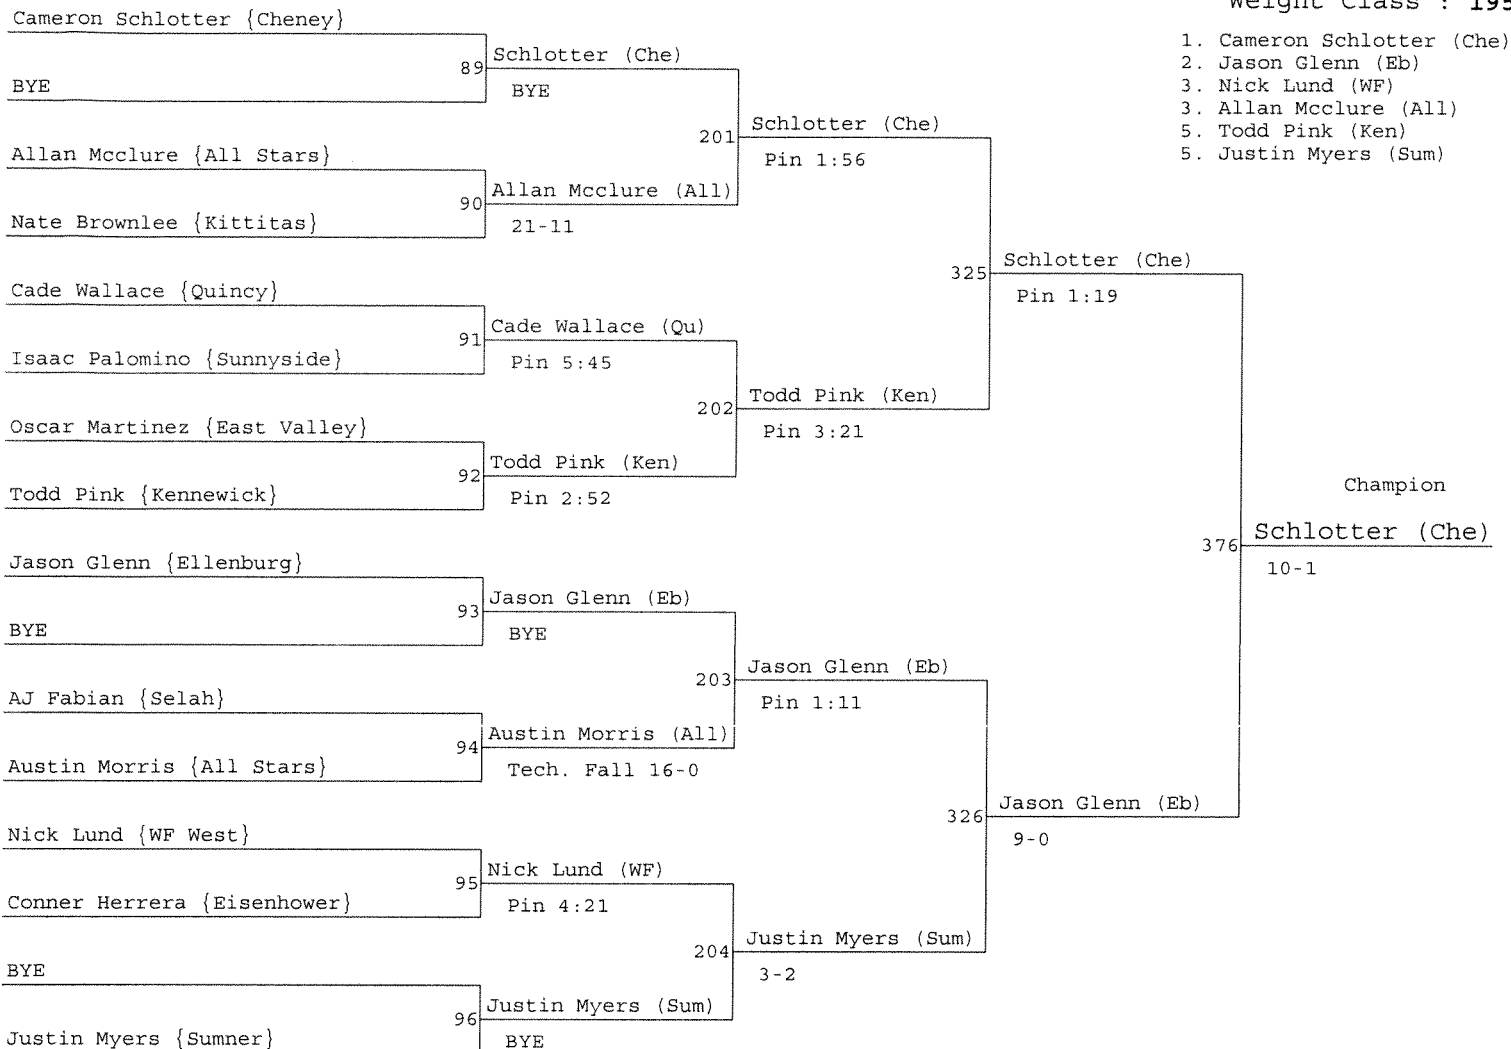 Weight Class : 195
1. Cameron Schlotter (Che)
2. Jason Glenn (Eb)
3. Nick Lund (WF)
3. Allan Mcclure (All)
5. Todd Pink (Ken)
5. Justin Myers (Sum)
Cameron Schlotter {Cheney}
89 Schlotter (Che)
BYE
BYE
201 Schlotter (Che)
Pin 1:56
Allan Mcclure {All Stars}
90 Allan Mcclure (All)
21-11
Nate Brownlee {Kittitas}
325 Schlotter (Che)
Pin 1:19
Cade Wallace {Quincy}
91 Cade Wallace (Qu)
Pin 5:45
Isaac Palomino {Sunnyside}
202 Todd Pink (Ken)
Pin 3:21
Oscar Martinez {East Valley}
92 Todd Pink (Ken)
Pin 2:52
Todd Pink {Kennewick}
Champion
376 Schlotter (Che)
10-1
Jason Glenn {Ellenburg}
93 Jason Glenn (Eb)
BYE
BYE
203 Jason Glenn (Eb)
Pin 1:11
AJ Fabian {Selah}
94 Austin Morris (All)
Tech. Fall 16-0
Austin Morris {All Stars}
326 Jason Glenn (Eb)
9-0
Nick Lund {WF West}
95 Nick Lund (WF)
Pin 4:21
Conner Herrera {Eisenhower}
204 Justin Myers (Sum)
3-2
BYE
96 Justin Myers (Sum)
BYE
Justin Myers {Sumner}